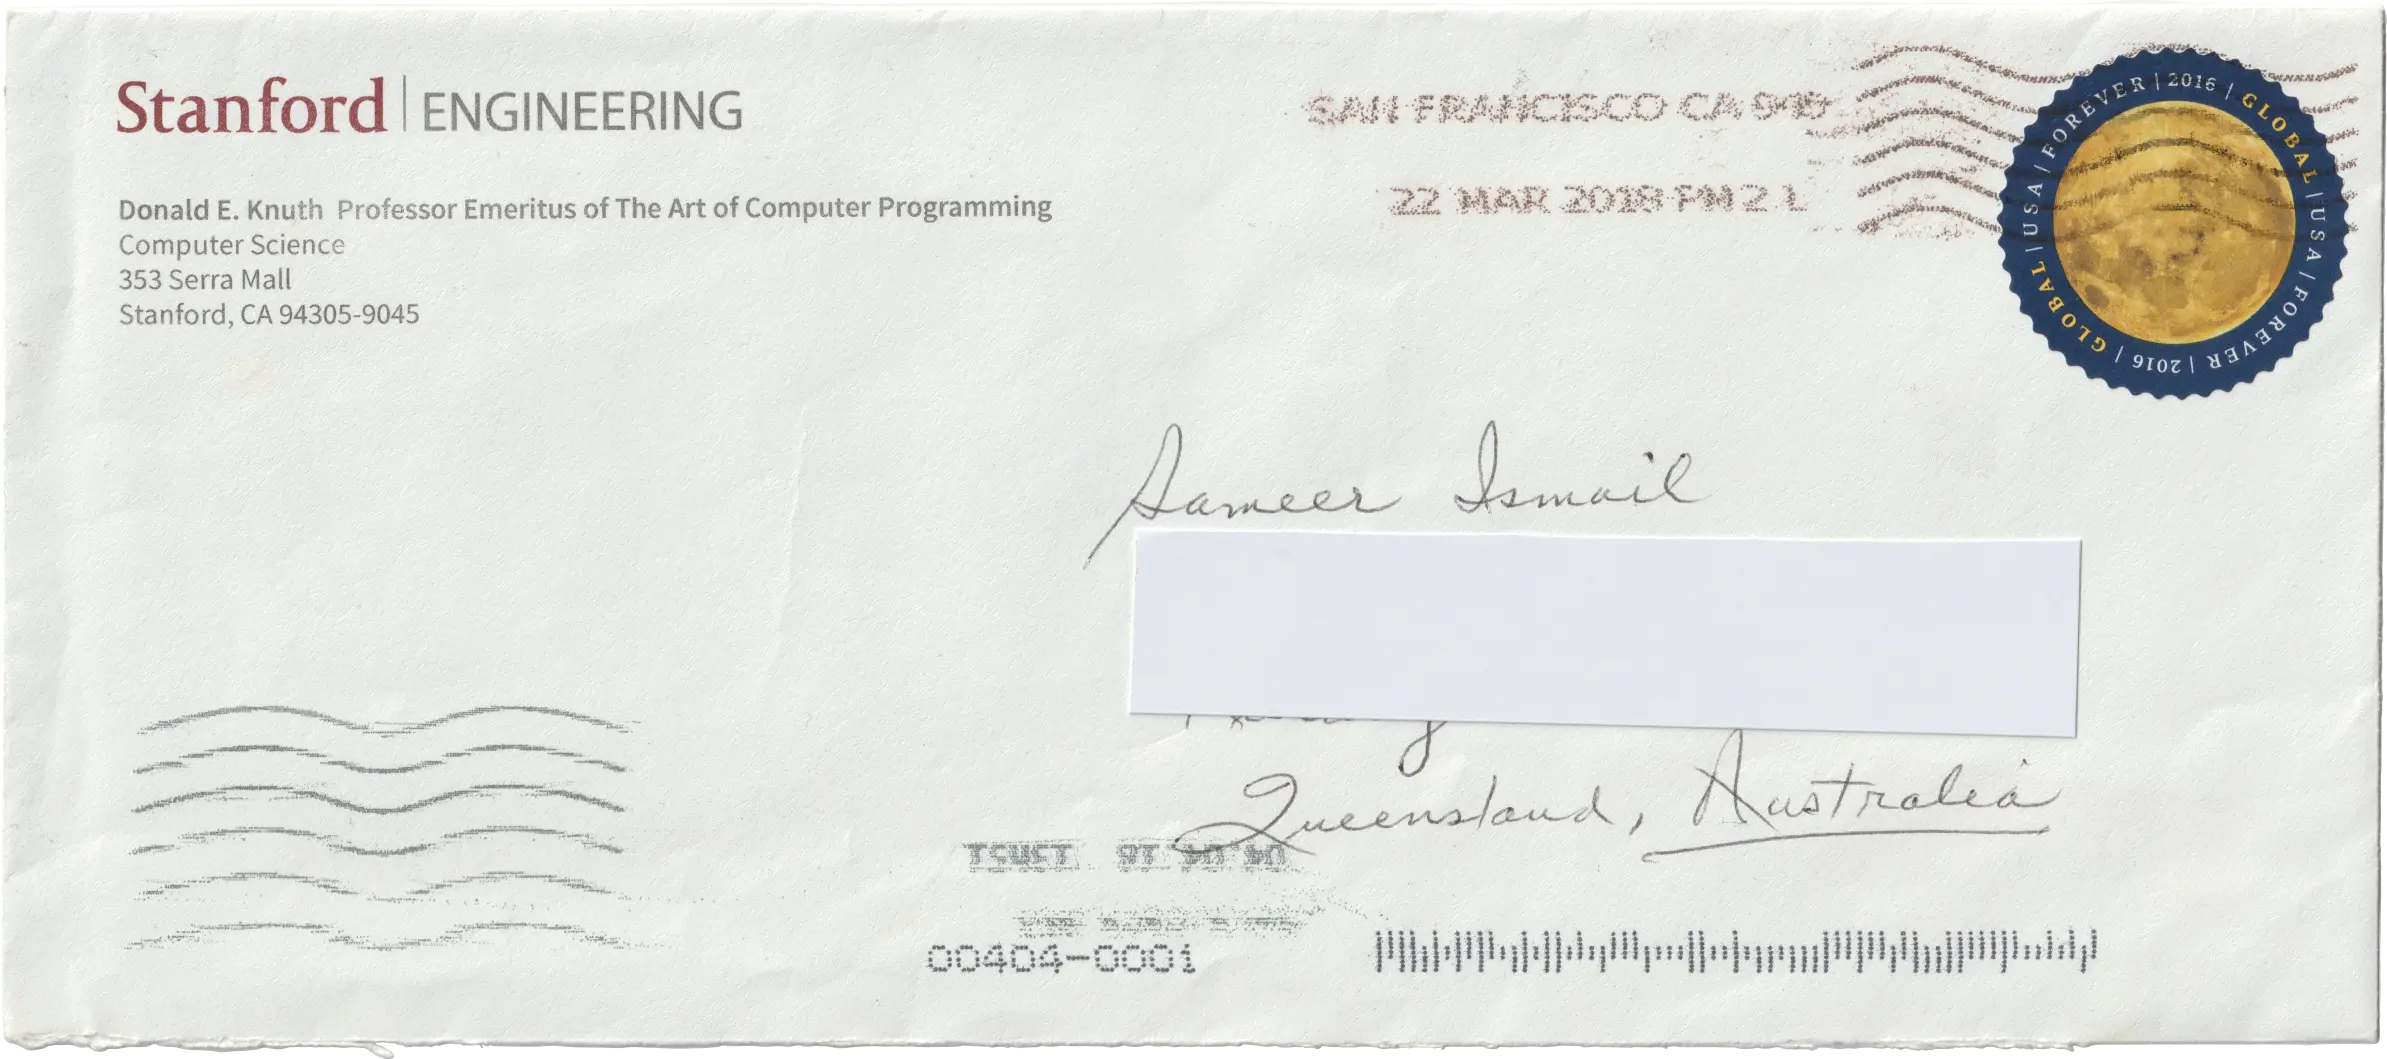 Stanford | ENGINEERING
Donald E. Knuth Professor Emeritus of The Art of Computer Programming
Computer Science
353 Serra Mall
Stanford, CA 94305-9045
SAN FRANCISCO CA 940
22 MAR 2018 PM 2 L
FOREVER | 2016 | GLOBAL | USA | FOREVER | 2016 | GLOBAL | USA |
Sameer Ismail
Queensland, Australia
00404-0001